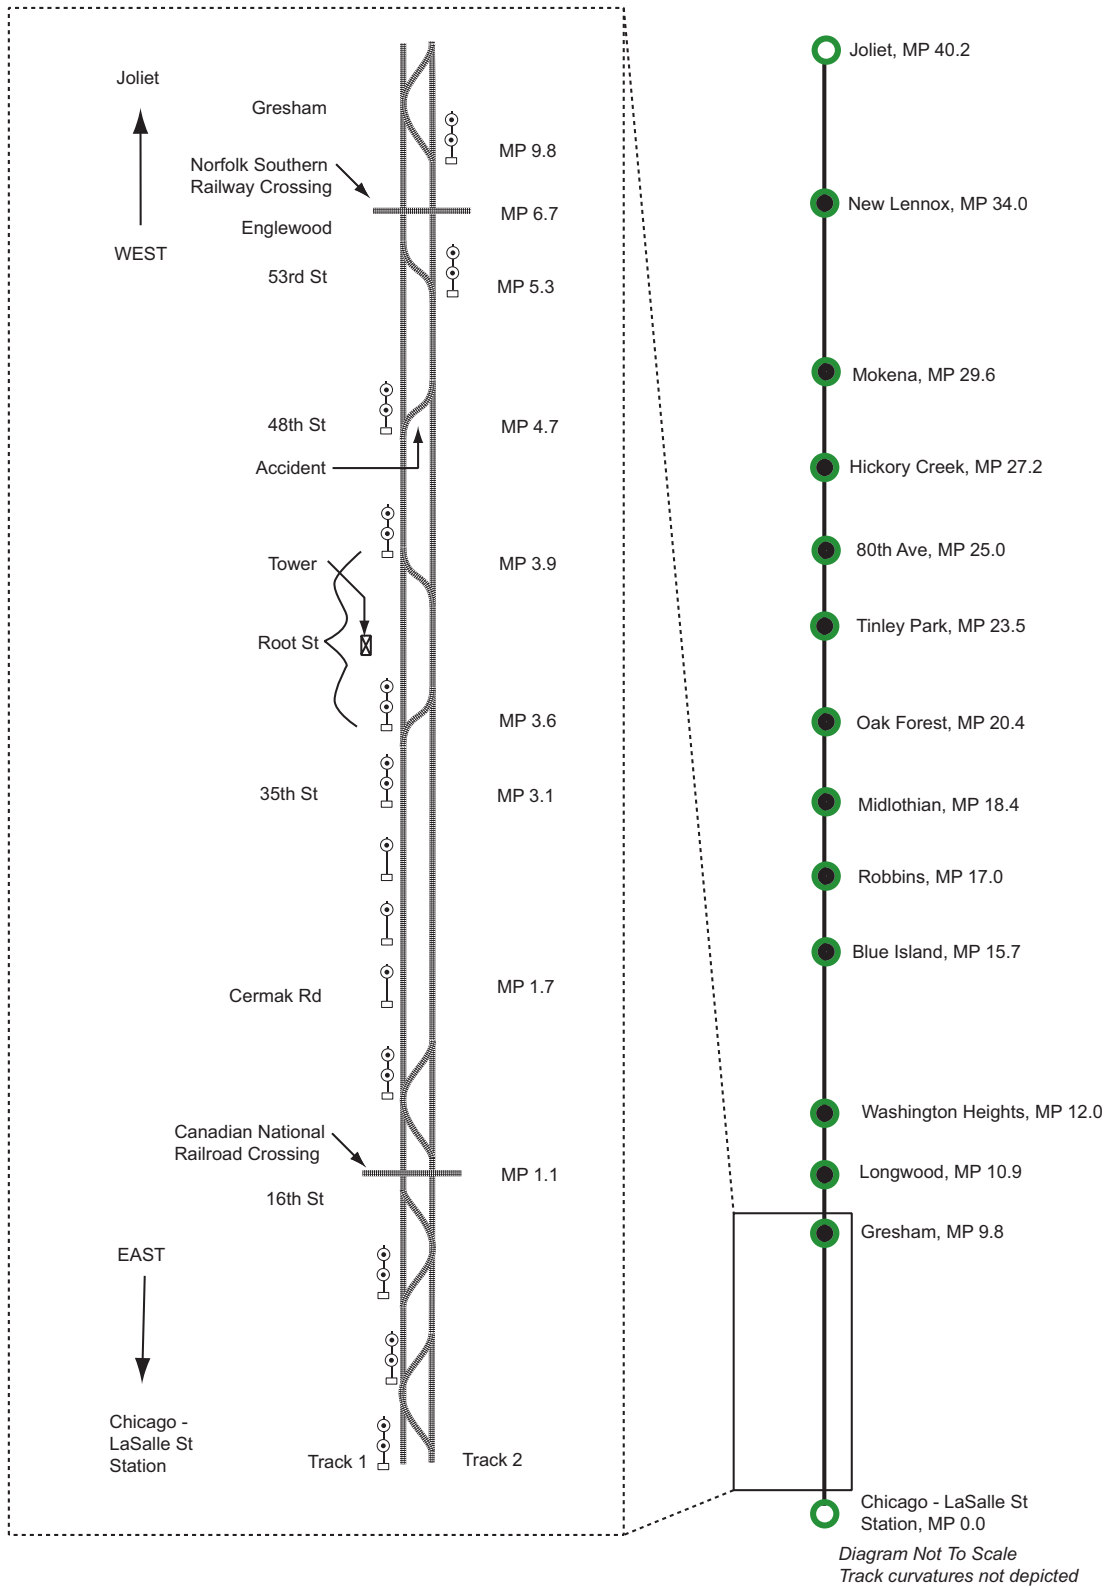 Joliet
Gresham
MP 9.8
Norfolk Southern
Railway Crossing
MP 6.7
Englewood
WEST
53rd St
MP 5.3
48th St
MP 4.7
Accident
Tower
MP 3.9
Root St
MP 3.6
35th St
MP 3.1
Cermak Rd
MP 1.7
Canadian National
Railroad Crossing
MP 1.1
16th St
EAST
Chicago -
LaSalle St
Station
Track 1
Track 2
Joliet, MP 40.2
New Lennox, MP 34.0
Mokena, MP 29.6
Hickory Creek, MP 27.2
80th Ave, MP 25.0
Tinley Park, MP 23.5
Oak Forest, MP 20.4
Midlothian, MP 18.4
Robbins, MP 17.0
Blue Island, MP 15.7
Washington Heights, MP 12.0
Longwood, MP 10.9
Gresham, MP 9.8
Chicago - LaSalle St
Station, MP 0.0
Diagram Not To Scale
Track curvatures not depicted